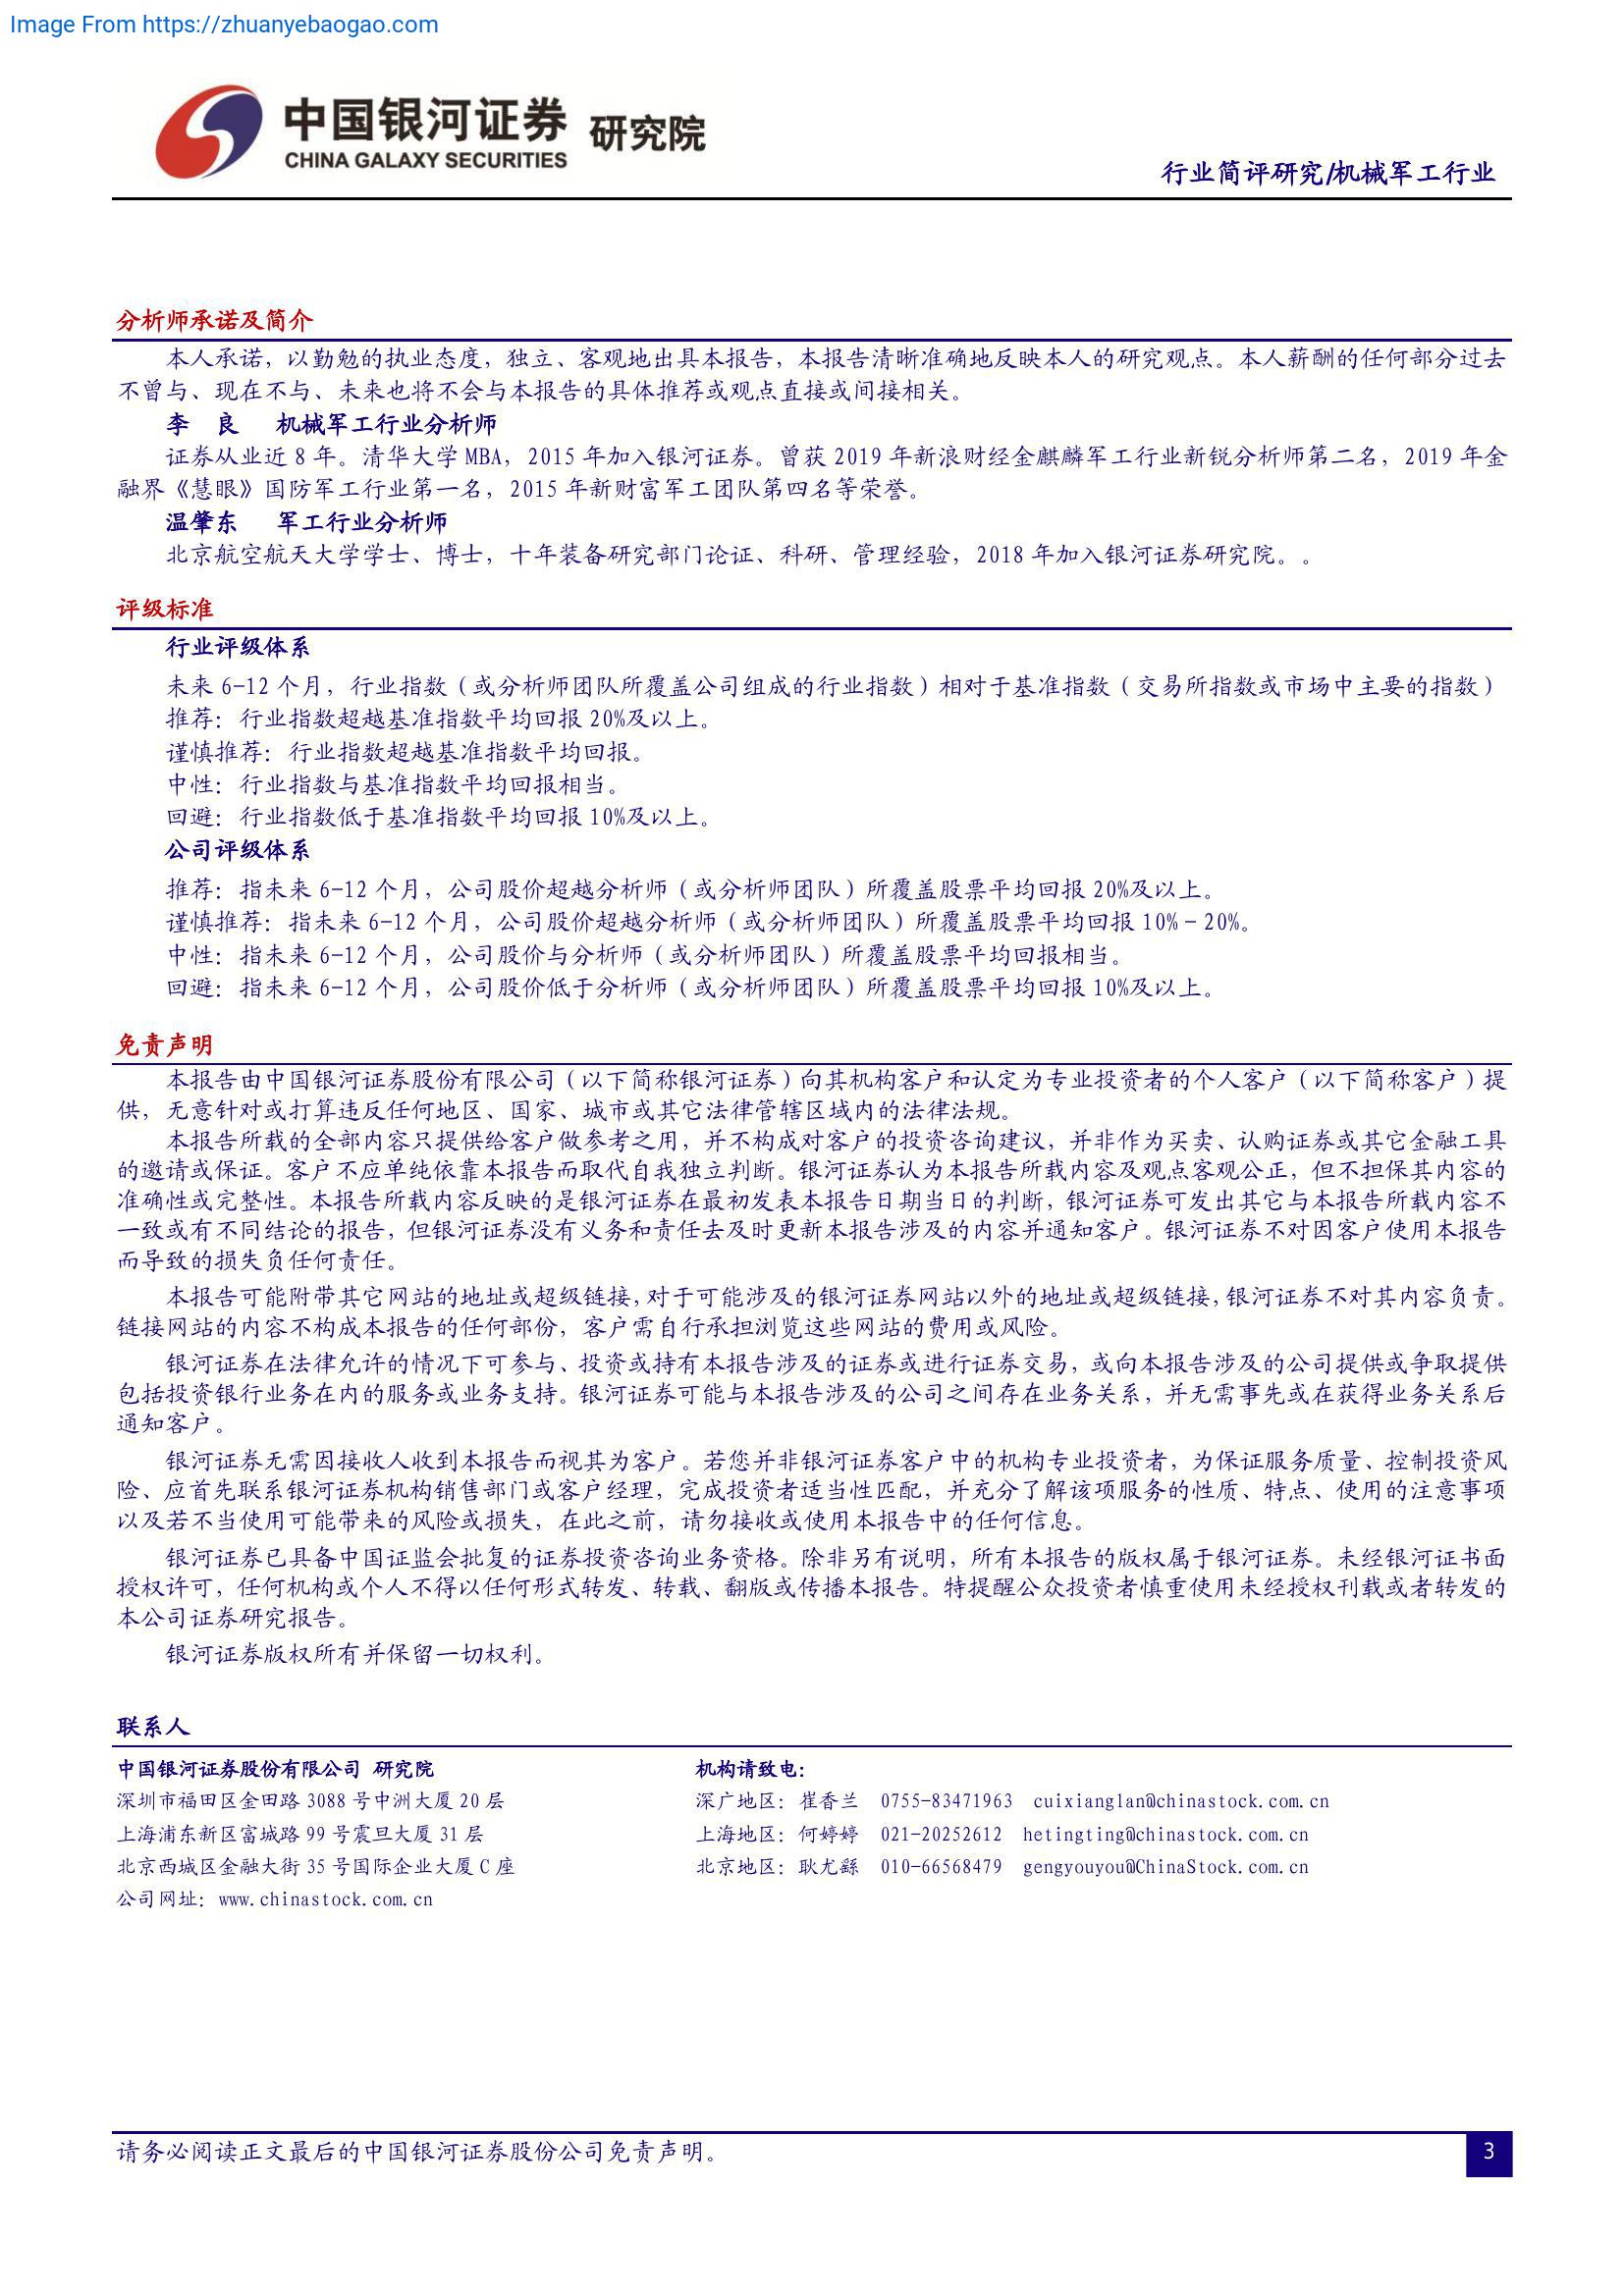 Image From https://zhuanyebaogao.com
中国银河证券 研究院
CHINA GALAXY SECURITIES
行业简评研究/机械军工行业
分析师承诺及简介
本人承诺，以勤勉的执业态度，独立、客观地出具本报告，本报告清晰准确地反映本人的研究观点。本人薪酬的任何部分过去
不曾与、现在不与、未来也将不会与本报告的具体推荐或观点直接或间接相关。
李 良 机械军工行业分析师
证券从业近 8 年。清华大学 MBA，2015 年加入银河证券。曾获 2019 年新浪财经金麒麟军工行业新锐分析师第二名，2019 年金
融界《慧眼》国防军工行业第一名，2015 年新财富军工团队第四名等荣誉。
温肇东 军工行业分析师
北京航空航天大学学士、博士，十年装备研究部门论证、科研、管理经验，2018 年加入银河证券研究院。。
评级标准
行业评级体系
未来 6-12 个月，行业指数（或分析师团队所覆盖公司组成的行业指数）相对于基准指数（交易所指数或市场中主要的指数）
推荐：行业指数超越基准指数平均回报 20%及以上。
谨慎推荐：行业指数超越基准指数平均回报。
中性：行业指数与基准指数平均回报相当。
回避：行业指数低于基准指数平均回报 10%及以上。
公司评级体系
推荐：指未来 6-12 个月，公司股价超越分析师（或分析师团队）所覆盖股票平均回报 20%及以上。
谨慎推荐：指未来 6-12 个月，公司股价超越分析师（或分析师团队）所覆盖股票平均回报 10%－20%。
中性：指未来 6-12 个月，公司股价与分析师（或分析师团队）所覆盖股票平均回报相当。
回避：指未来 6-12 个月，公司股价低于分析师（或分析师团队）所覆盖股票平均回报 10%及以上。
免责声明
本报告由中国银河证券股份有限公司（以下简称银河证券）向其机构客户和认定为专业投资者的个人客户（以下简称客户）提
供，无意针对或打算违反任何地区、国家、城市或其它法律管辖区域内的法律法规。
本报告所载的全部内容只提供给客户做参考之用，并不构成对客户的投资咨询建议，并非作为买卖、认购证券或其它金融工具
的邀请或保证。客户不应单纯依靠本报告而取代自我独立判断。银河证券认为本报告所载内容及观点客观公正，但不担保其内容的
准确性或完整性。本报告所载内容反映的是银河证券在最初发表本报告日期当日的判断，银河证券可发出其它与本报告所载内容不
一致或有不同结论的报告，但银河证券没有义务和责任去及时更新本报告涉及的内容并通知客户。银河证券不对因客户使用本报告
而导致的损失负任何责任。
本报告可能附带其它网站的地址或超级链接，对于可能涉及的银河证券网站以外的地址或超级链接，银河证券不对其内容负责。
链接网站的内容不构成本报告的任何部份，客户需自行承担浏览这些网站的费用或风险。
银河证券在法律允许的情况下可参与、投资或持有本报告涉及的证券或进行证券交易，或向本报告涉及的公司提供或争取提供
包括投资银行业务在内的服务或业务支持。银河证券可能与本报告涉及的公司之间存在业务关系，并无需事先或在获得业务关系后
通知客户。
银河证券无需因接收人收到本报告而视其为客户。若您并非银河证券客户中的机构专业投资者，为保证服务质量、控制投资风
险、应首先联系银河证券机构销售部门或客户经理，完成投资者适当性匹配，并充分了解该项服务的性质、特点、使用的注意事项
以及若不当使用可能带来的风险或损失，在此之前，请勿接收或使用本报告中的任何信息。
银河证券已具备中国证监会批复的证券投资咨询业务资格。除非另有说明，所有本报告的版权属于银河证券。未经银河证书面
授权许可，任何机构或个人不得以任何形式转发、转载、翻版或传播本报告。特提醒公众投资者慎重使用未经授权刊载或者转发的
本公司证券研究报告。
银河证券版权所有并保留一切权利。
联系人
中国银河证券股份有限公司 研究院 机构请致电：
深圳市福田区金田路 3088 号中洲大厦 20 层 深广地区：崔香兰 0755-83471963 cuixianglan@chinastock.com.cn
上海浦东新区富城路 99 号震旦大厦 31 层 上海地区：何婷婷 021-20252612 hetingting@chinastock.com.cn
北京西城区金融大街 35 号国际企业大厦 C 座 北京地区：耿尤繇 010-66568479 gengyouyou@ChinaStock.com.cn
公司网址：www.chinastock.com.cn
请务必阅读正文最后的中国银河证券股份公司免责声明。
3